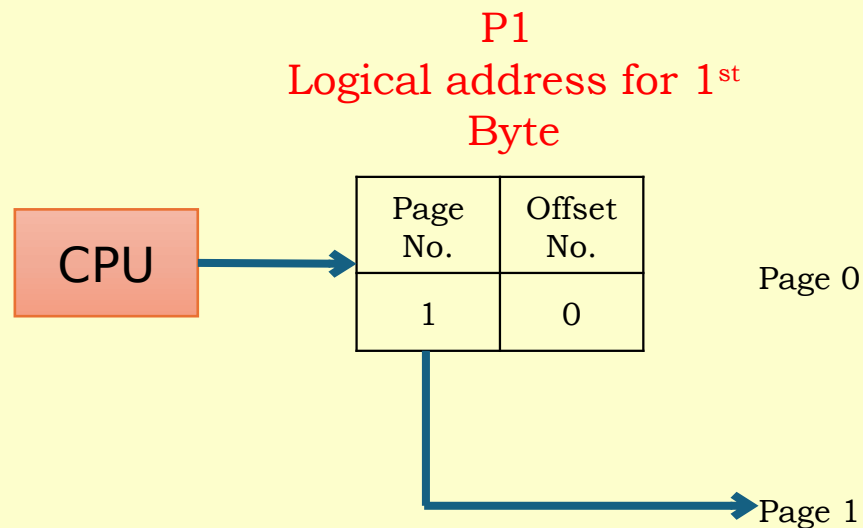 P1
Logical address for 1st
Byte
CPU
Page
No.
Offset
No.
1
0
Page 0
Page 1